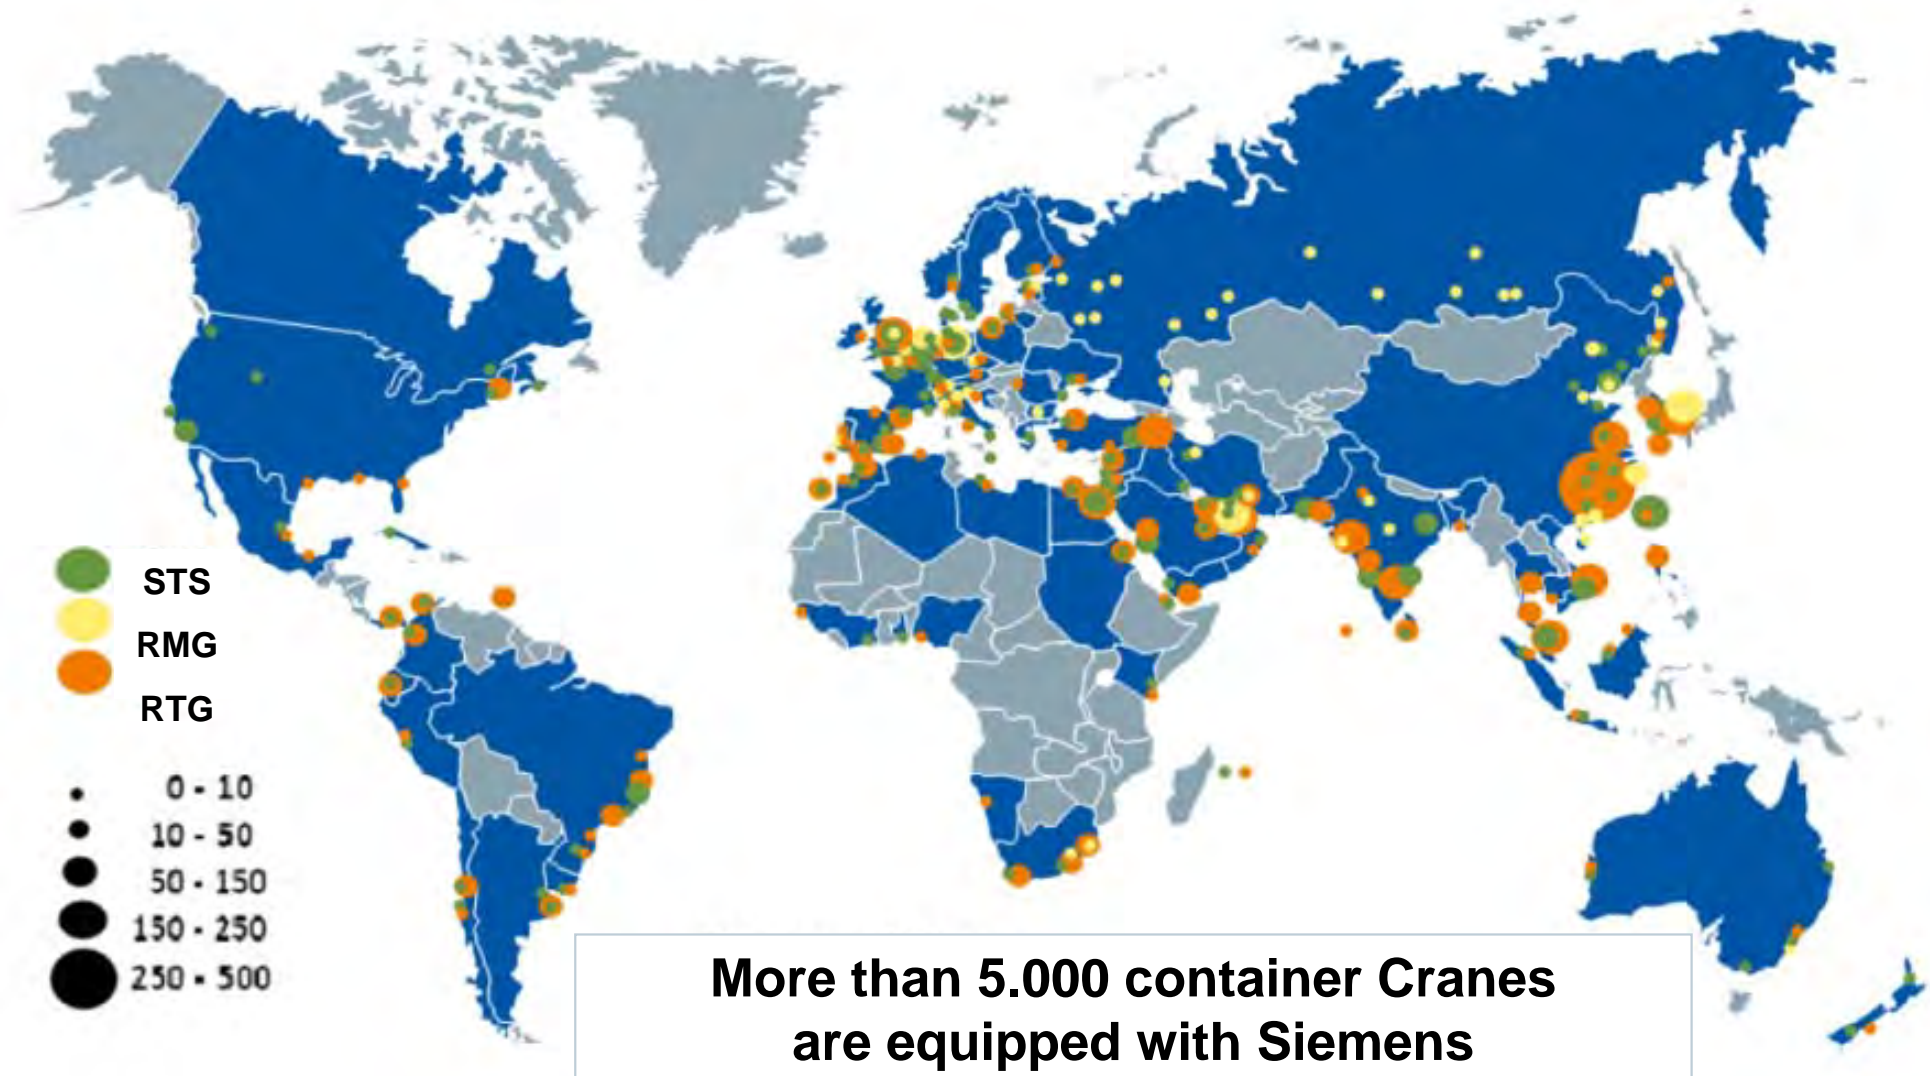 STS
RMG
RTG
0 - 10
10 - 50
50 - 150
150 - 250
250 - 500
More than 5.000 container Cranes
are equipped with Siemens